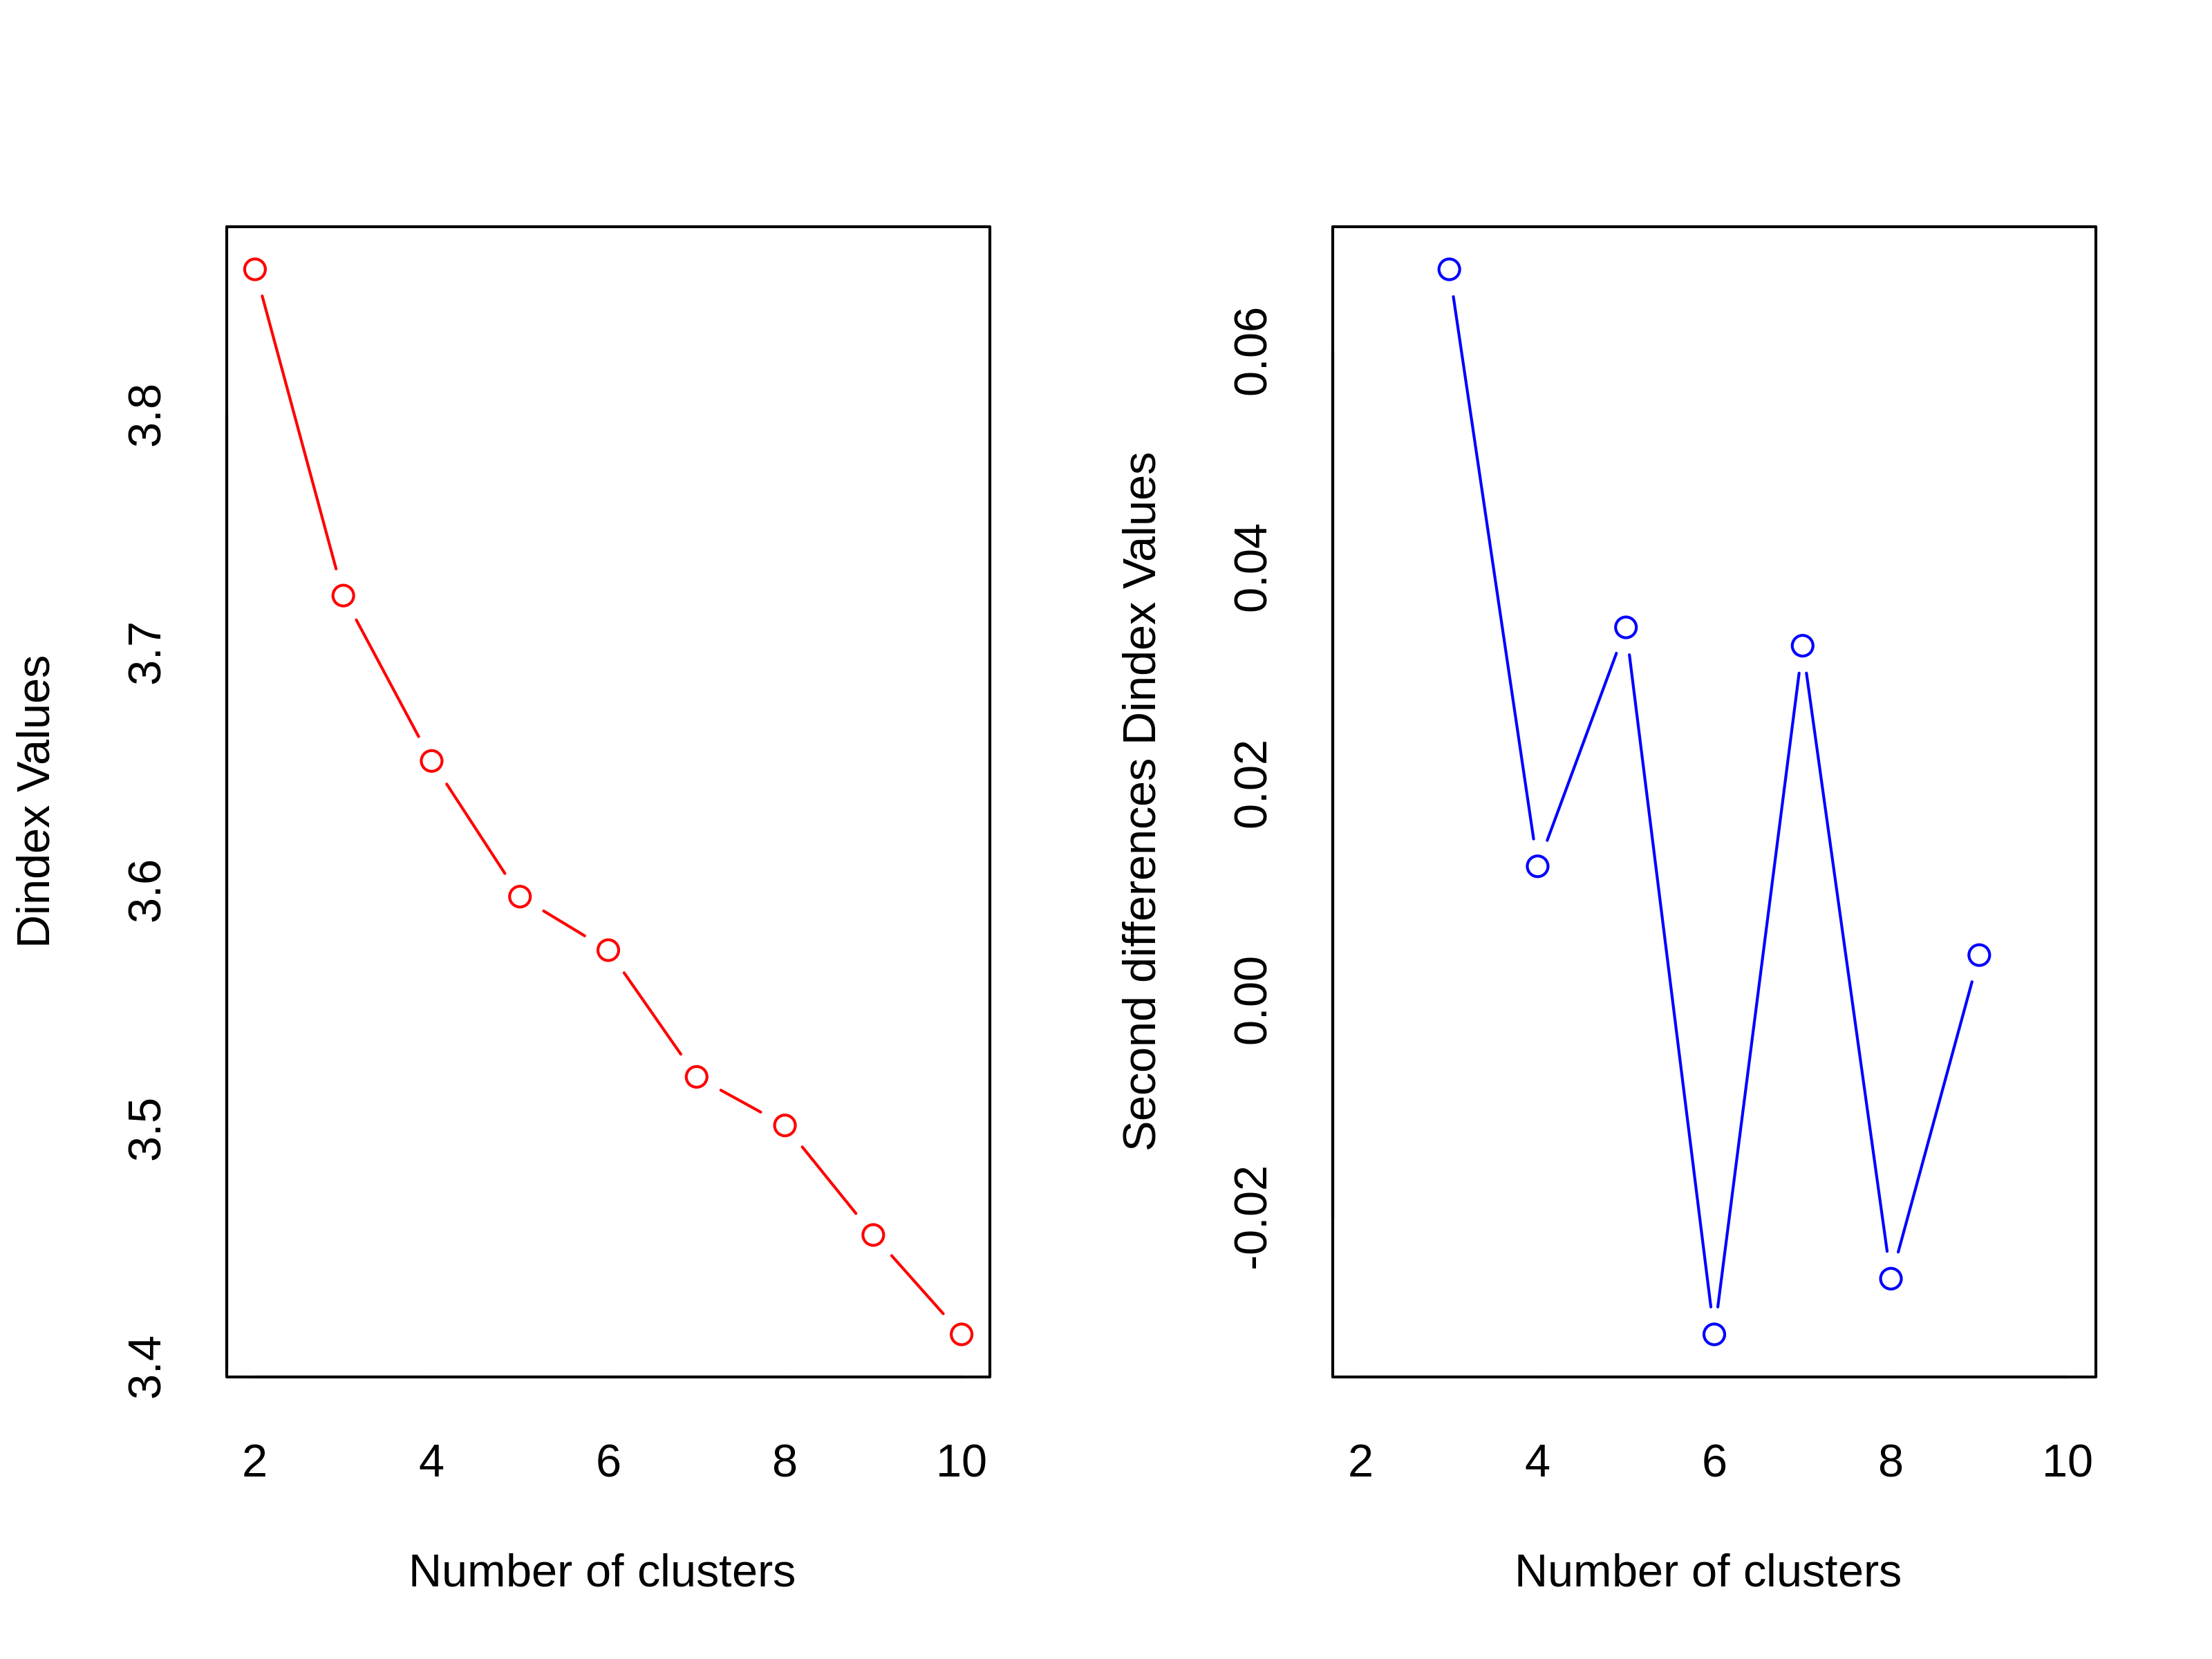 Dindex Values
3.8
3.7
3.6
3.5
3.4
2 4 6 8 10
Number of clusters
Second differences Dindex Values
0.06
0.04
0.02
0.00
-0.02
2 4 6 8 10
Number of clusters